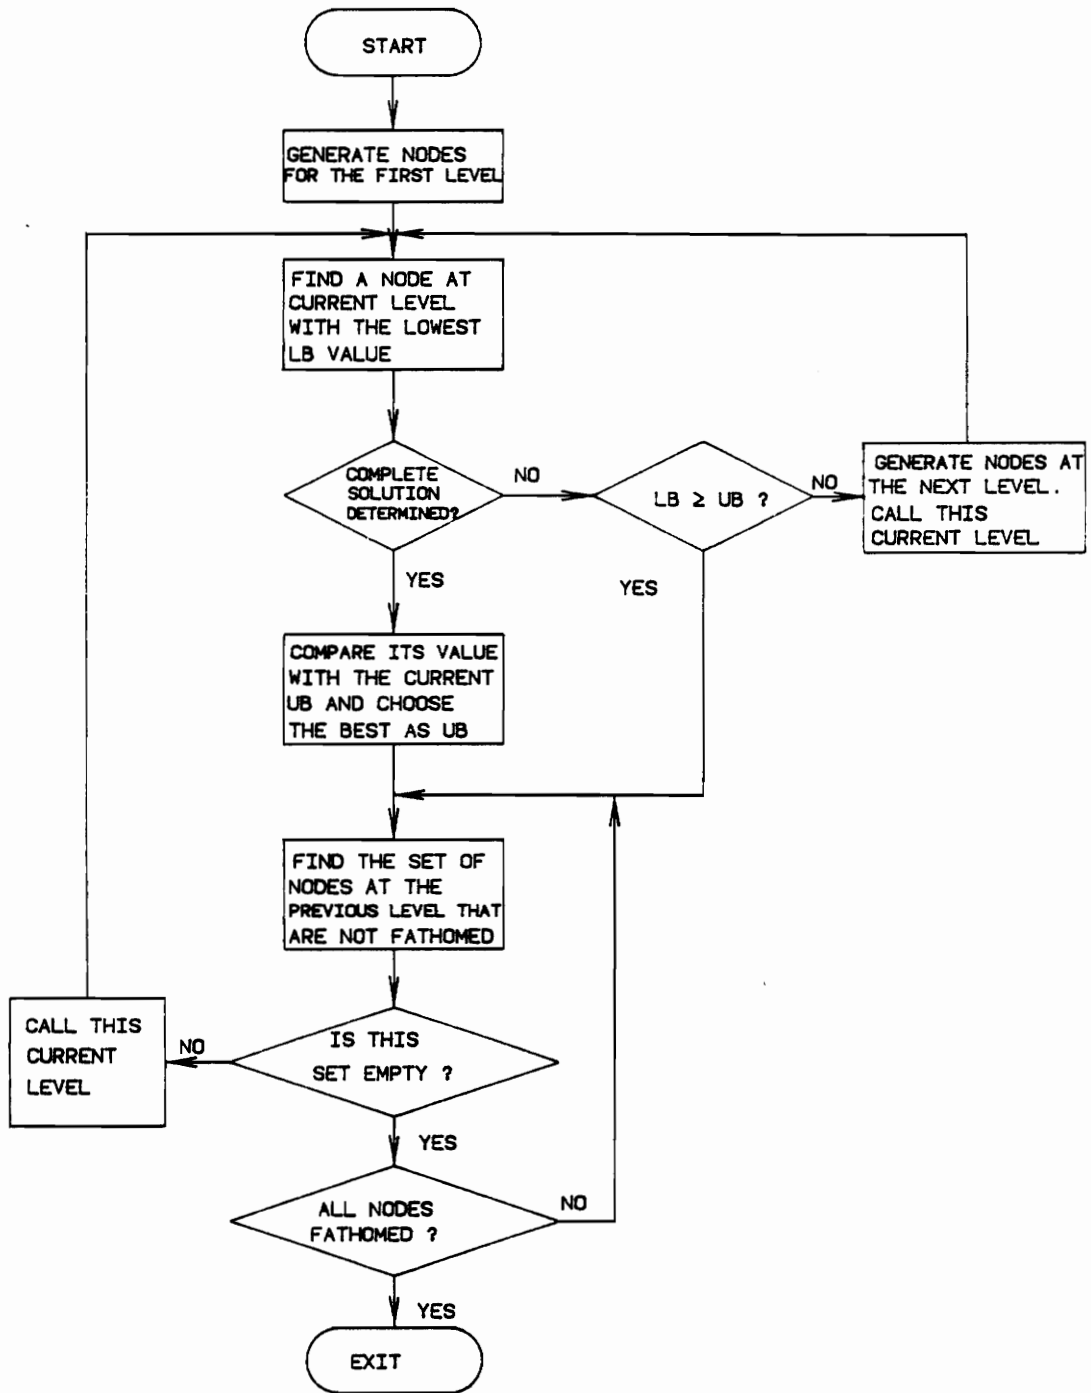 START
GENERATE NODES
FOR THE FIRST LEVEL
FIND A NODE AT
CURRENT LEVEL
WITH THE LOWEST
LB VALUE
COMPLETE
SOLUTION
DETERMINED?
NO
LB ≥ UB ?
NO
GENERATE NODES AT
THE NEXT LEVEL.
CALL THIS
CURRENT LEVEL
YES
YES
COMPARE ITS VALUE
WITH THE CURRENT
UB AND CHOOSE
THE BEST AS UB
FIND THE SET OF
NODES AT THE
PREVIOUS LEVEL THAT
ARE NOT FATHOMED
CALL THIS
CURRENT
LEVEL
NO
IS THIS
SET EMPTY ?
YES
ALL NODES
FATHOMED ?
NO
YES
EXIT